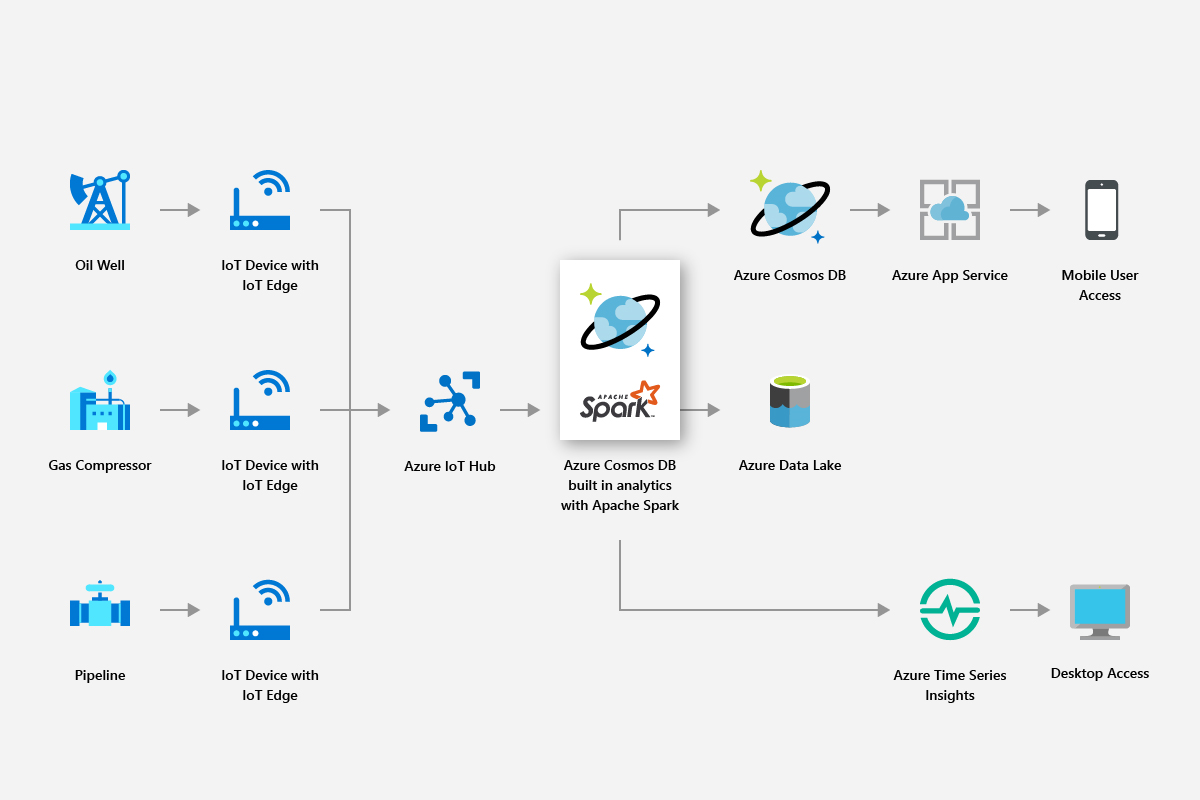 Oil Well
IoT Device with
IoT Edge
Azure Cosmos DB
Azure App Service
Mobile User
Access
APACHE
Spark™
Gas Compressor
IoT Device with
IoT Edge
Azure IoT Hub
Azure Cosmos DB
built in analytics
with Apache Spark
Azure Data Lake
Pipeline
IoT Device with
IoT Edge
Azure Time Series
Insights
Desktop Access